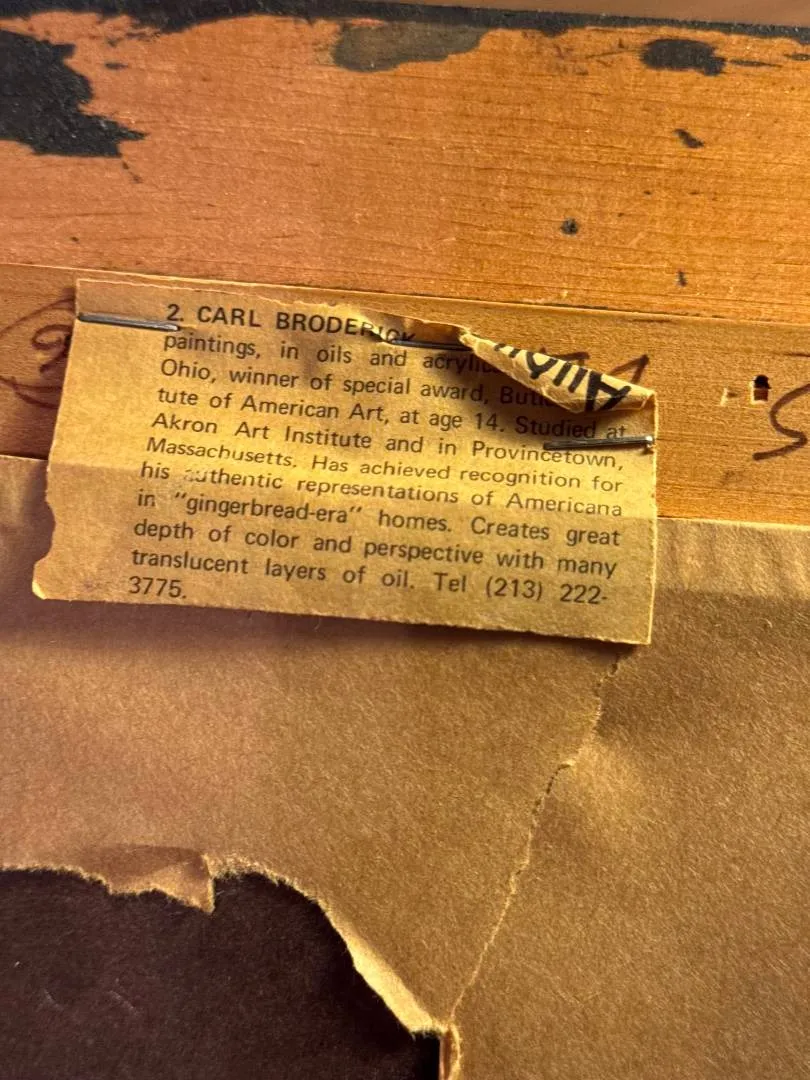 2. CARL BRODERICK
paintings, in oils and
Ohio, winner of special award,
tute of American Art, at age 14. Studied at
Akron Art Institute and in Provincetown,
Massachusetts. Has achieved recognition for
his authentic representations of Americana
in “gingerbread-era” homes. Creates great
depth of color and perspective with many
translucent layers of oil. Tel (213) 222-
3775.